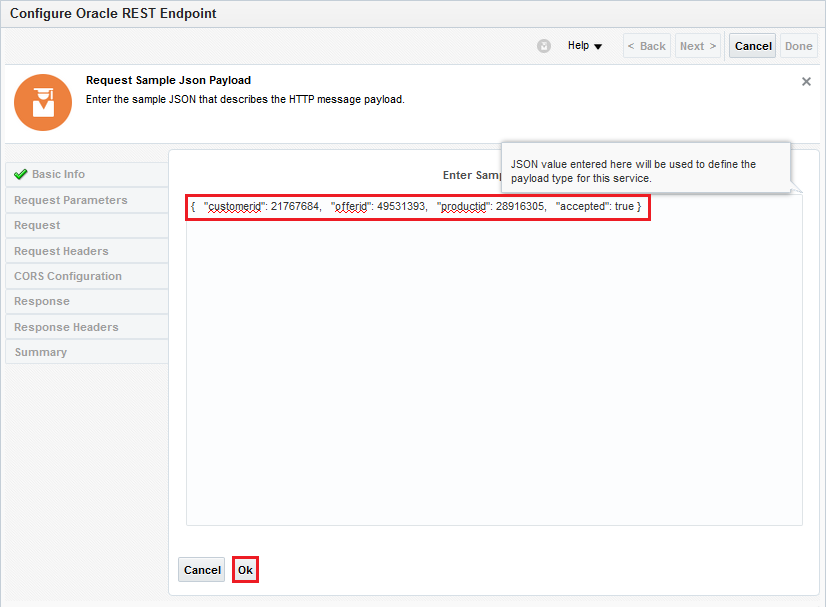 Configure Oracle REST Endpoint
Help
< Back
Next >
Cancel
Done
Request Sample Json Payload
Enter the sample JSON that describes the HTTP message payload.
Basic Info
Request Parameters
Request
Request Headers
CORS Configuration
Response
Response Headers
Summary
Enter
JSON value entered here will be used to define the
payload type for this service.
{ "customerid": 21767684, "offerid": 49531393, "productid": 28916305, "accepted": true }
Cancel
Ok